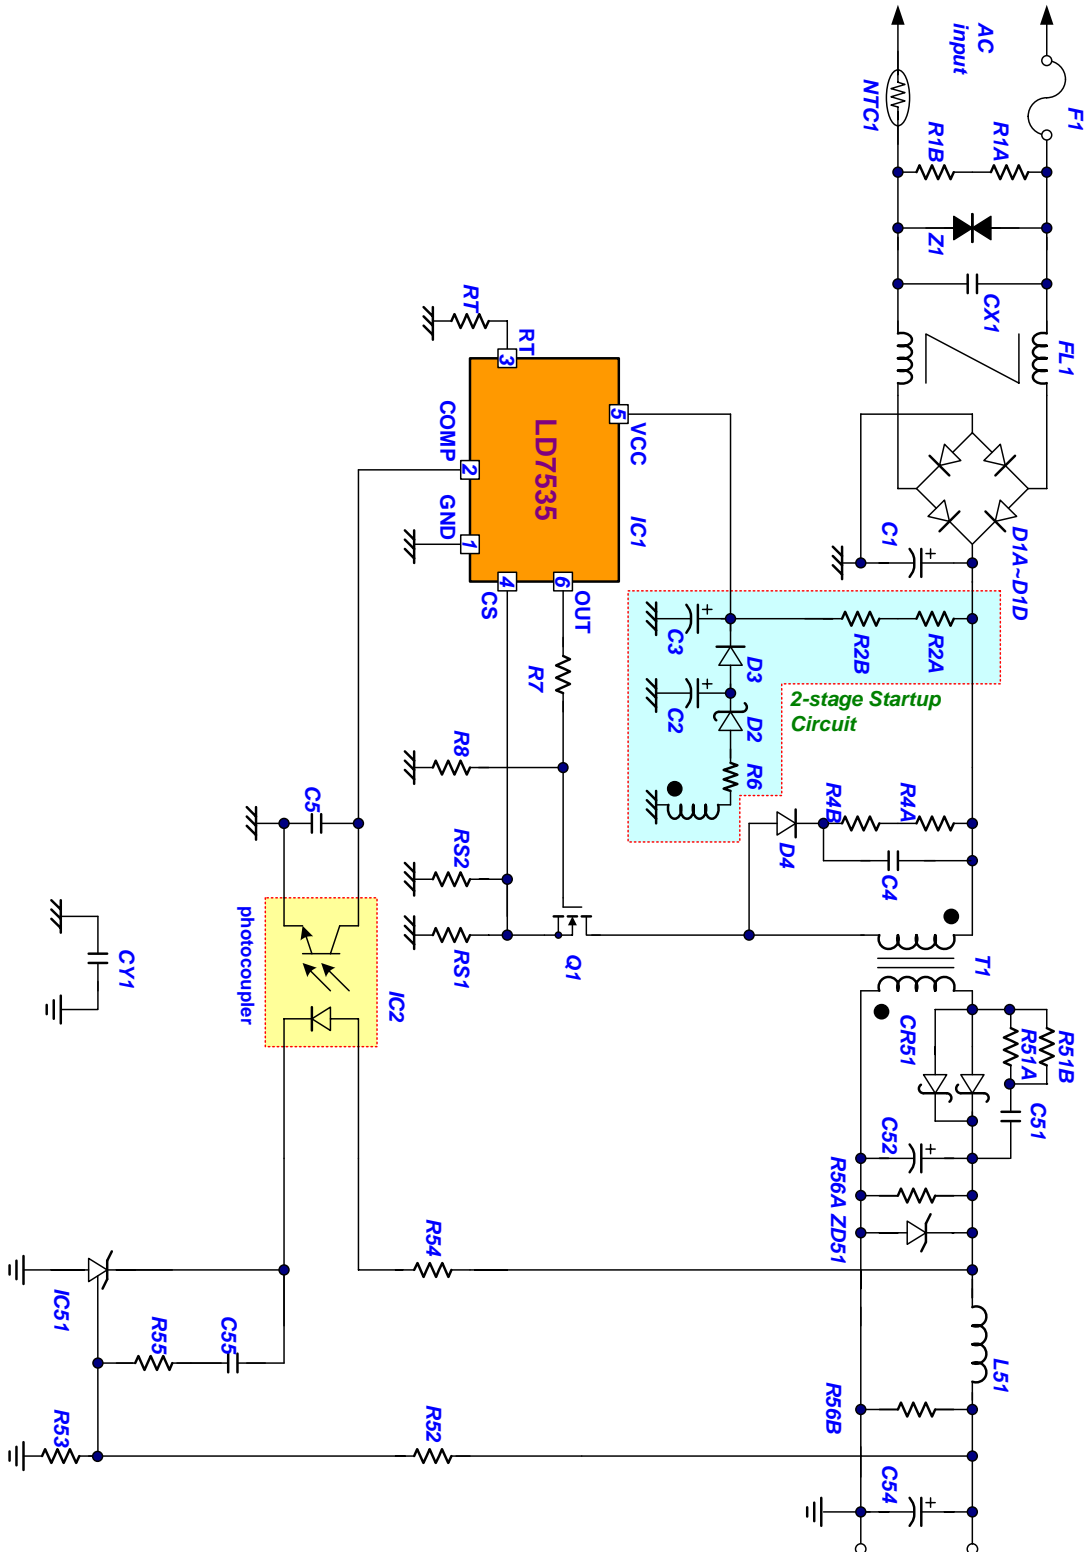 AC
input
F1
NTC1
R1A
R1B
Z1
CX1
FL1
D1A~D1D
C1
+
R2A
R2B
C3
+
D3
C2
+
D2
R6
2-stage Startup
Circuit
R4A
R4B
C4
D4
T1
R51B
R51A
C51
CR51
C52
+
R56A
ZD51
L51
R56B
C54
+
RT
RT
3
VCC
5
LD7535
IC1
COMP
2
GND
1
CS
4
OUT
6
R7
R8
RS2
RS1
Q1
C5
photocoupler
IC2
CY1
R54
R52
IC51
R55
C55
R53